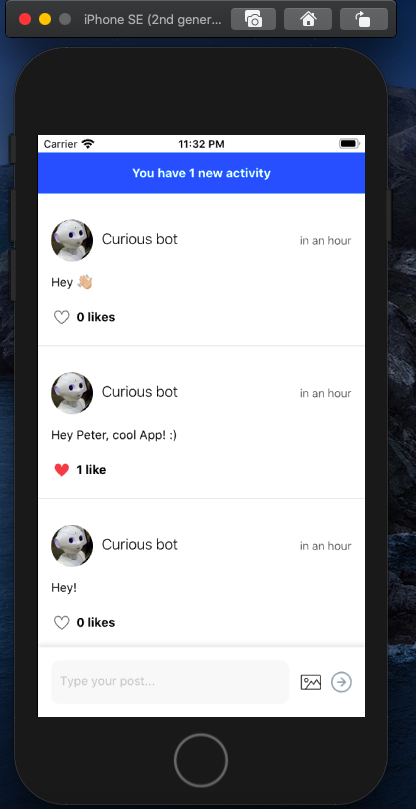 iPhone SE (2nd gener...
Carrier 11:32 PM
You have 1 new activity
Curious bot in an hour
Hey 👋🏼
0 likes
Curious bot in an hour
Hey Peter, cool App! :)
1 like
Curious bot in an hour
Hey!
0 likes
Type your post...